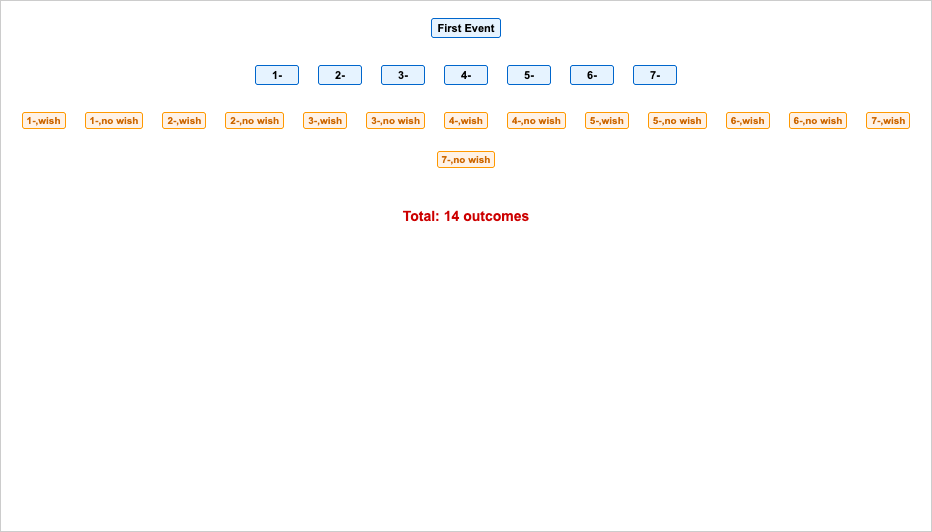 First Event
1- 2- 3- 4- 5- 6- 7-
1-,wish 1-,no wish 2-,wish 2-,no wish 3-,wish 3-,no wish 4-,wish 4-,no wish 5-,wish 5-,no wish 6-,wish 6-,no wish 7-,wish
7-,no wish
Total: 14 outcomes